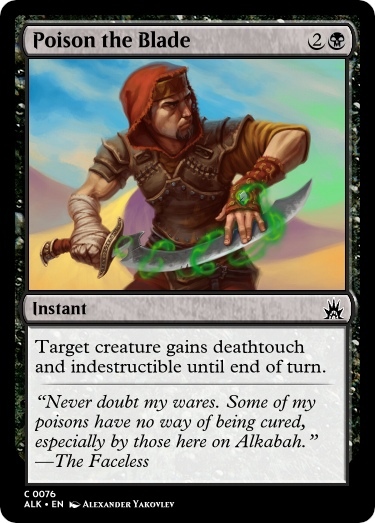 Poison the Blade 2
Instant
Target creature gains deathtouch
and indestructible until end of turn.
“Never doubt my wares. Some of my
poisons have no way of being cured,
especially by those here on Alkabah.”
—The Faceless
C 0076
ALK • EN Alexander Yakovlev